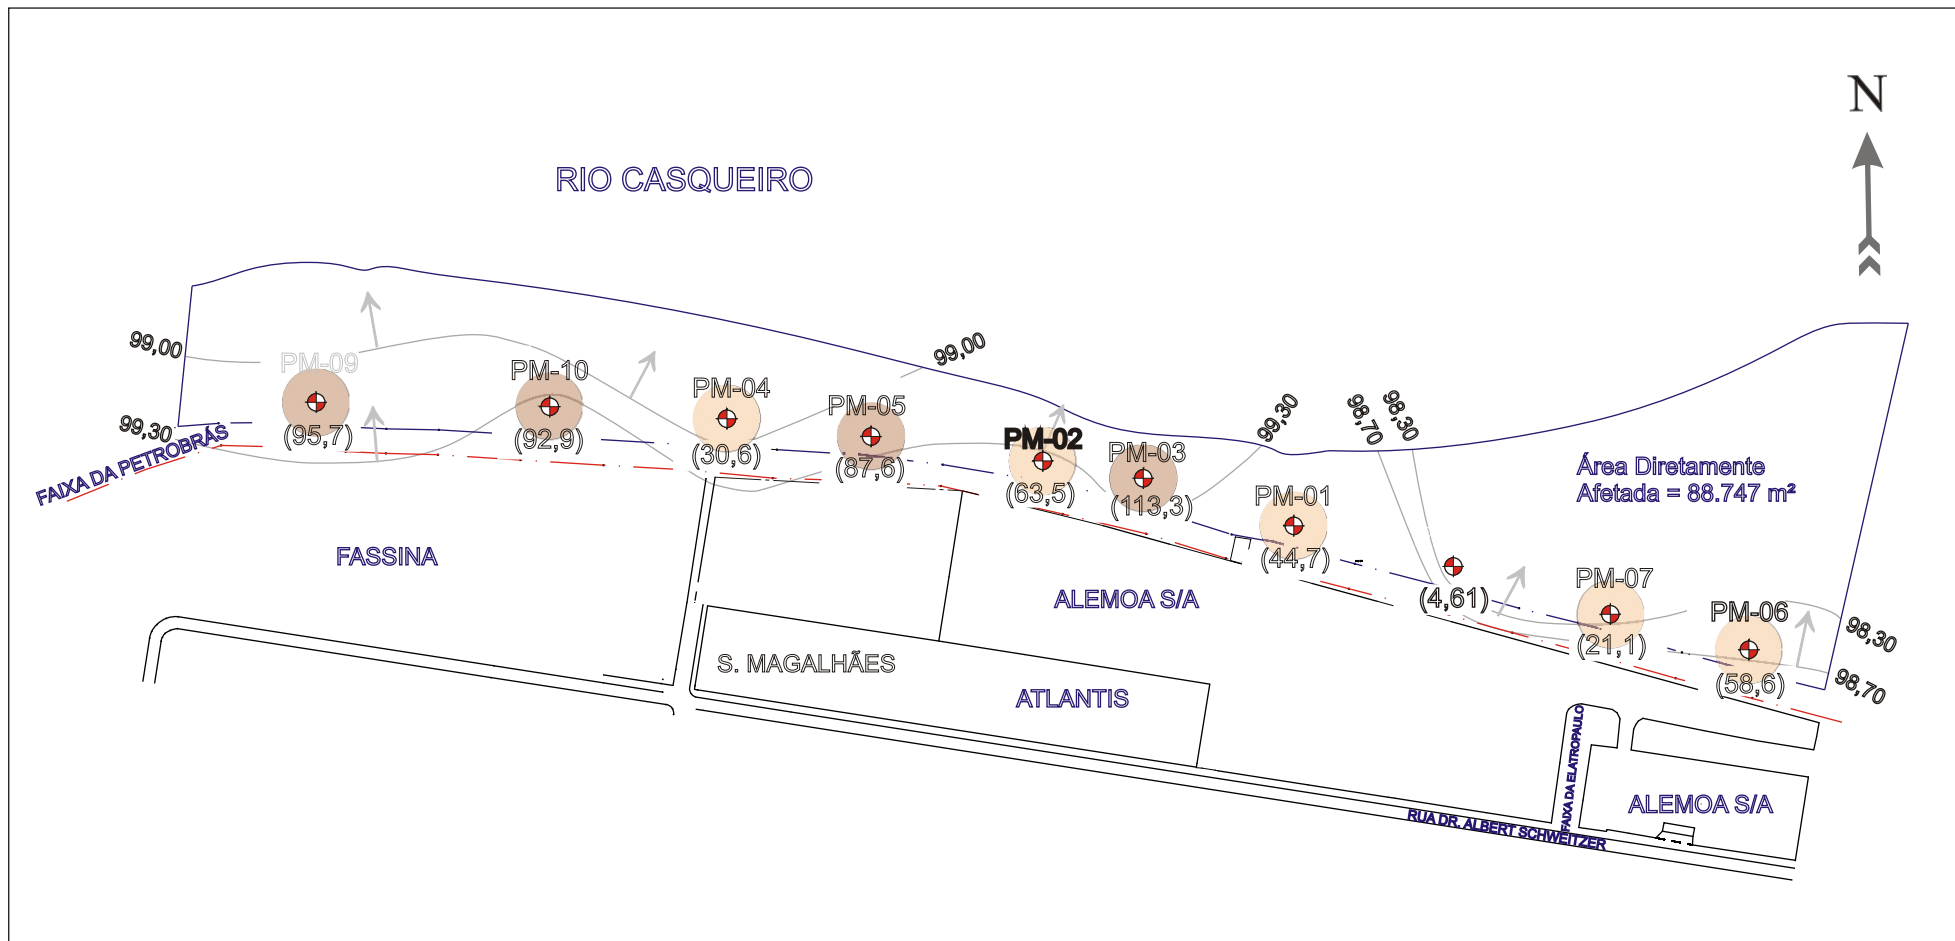 N
RIO CASQUEIRO
99,00
99,30
FAIXA DA PETROBRÁS
PM-09
(95,7)
PM-10
(92,9)
PM-04
(30,6)
PM-05
(87,6)
99,00
PM-02
(63,5)
PM-03
(113,3)
99,30
PM-01
(44,7)
98,70
98,30
(4,61)
Área Diretamente
Afetada = 88.747 m²
PM-07
(21,1)
PM-06
(58,6)
98,30
98,70
FASSINA
ALEMOA S/A
S. MAGALHÃES
ATLANTIS
FAIXA DA ELATROPAULO
ALEMOA S/A
RUA DR. ALBERT SCHWEITZER